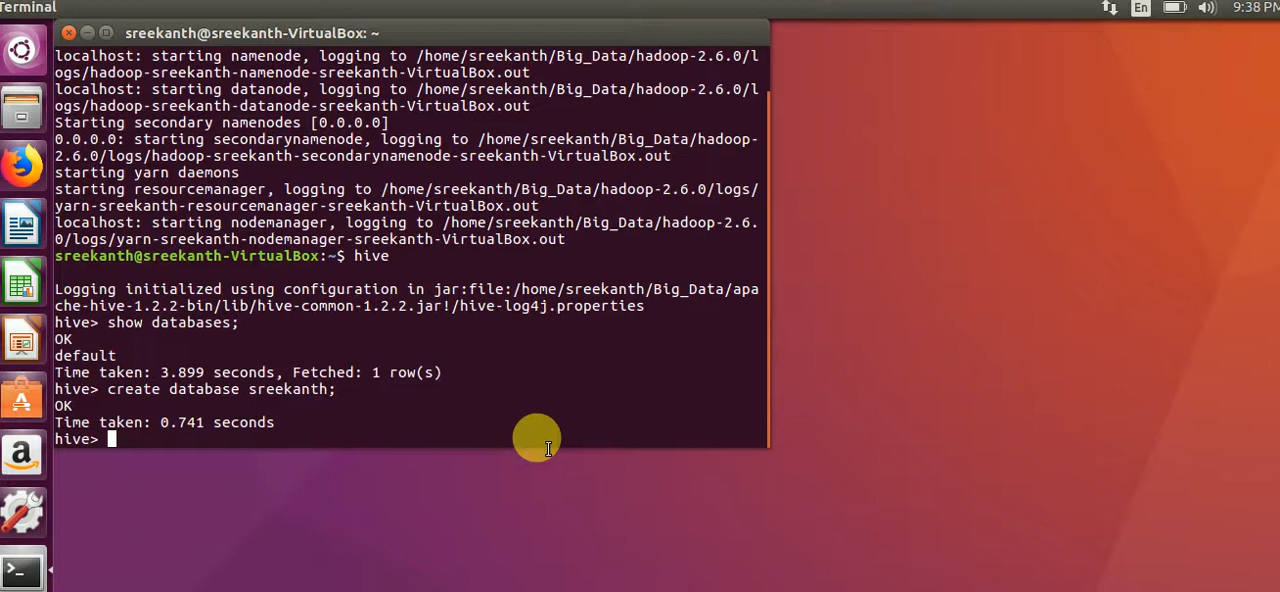 Terminal
En
9:38 PM
sreekanth@sreekanth-VirtualBox: ~
localhost: starting namenode, logging to /home/sreekanth/Big_Data/hadoop-2.6.0/l
ogs/hadoop-sreekanth-namenode-sreekanth-VirtualBox.out
localhost: starting datanode, logging to /home/sreekanth/Big_Data/hadoop-2.6.0/l
ogs/hadoop-sreekanth-datanode-sreekanth-VirtualBox.out
Starting secondary namenodes [0.0.0.0]
0.0.0.0: starting secondarynamenode, logging to /home/sreekanth/Big_Data/hadoop-
2.6.0/logs/hadoop-sreekanth-secondarynamenode-sreekanth-VirtualBox.out
starting yarn daemons
starting resourcemanager, logging to /home/sreekanth/Big_Data/hadoop-2.6.0/logs/
yarn-sreekanth-resourcemanager-sreekanth-VirtualBox.out
localhost: starting nodemanager, logging to /home/sreekanth/Big_Data/hadoop-2.6.
0/logs/yarn-sreekanth-nodemanager-sreekanth-VirtualBox.out
sreekanth@sreekanth-VirtualBox:~$ hive
Logging initialized using configuration in jar:file:/home/sreekanth/Big_Data/apa
che-hive-1.2.2-bin/lib/hive-common-1.2.2.jar!/hive-log4j.properties
hive> show databases;
OK
default
Time taken: 3.899 seconds, Fetched: 1 row(s)
hive> create database sreekanth;
OK
Time taken: 0.741 seconds
hive>